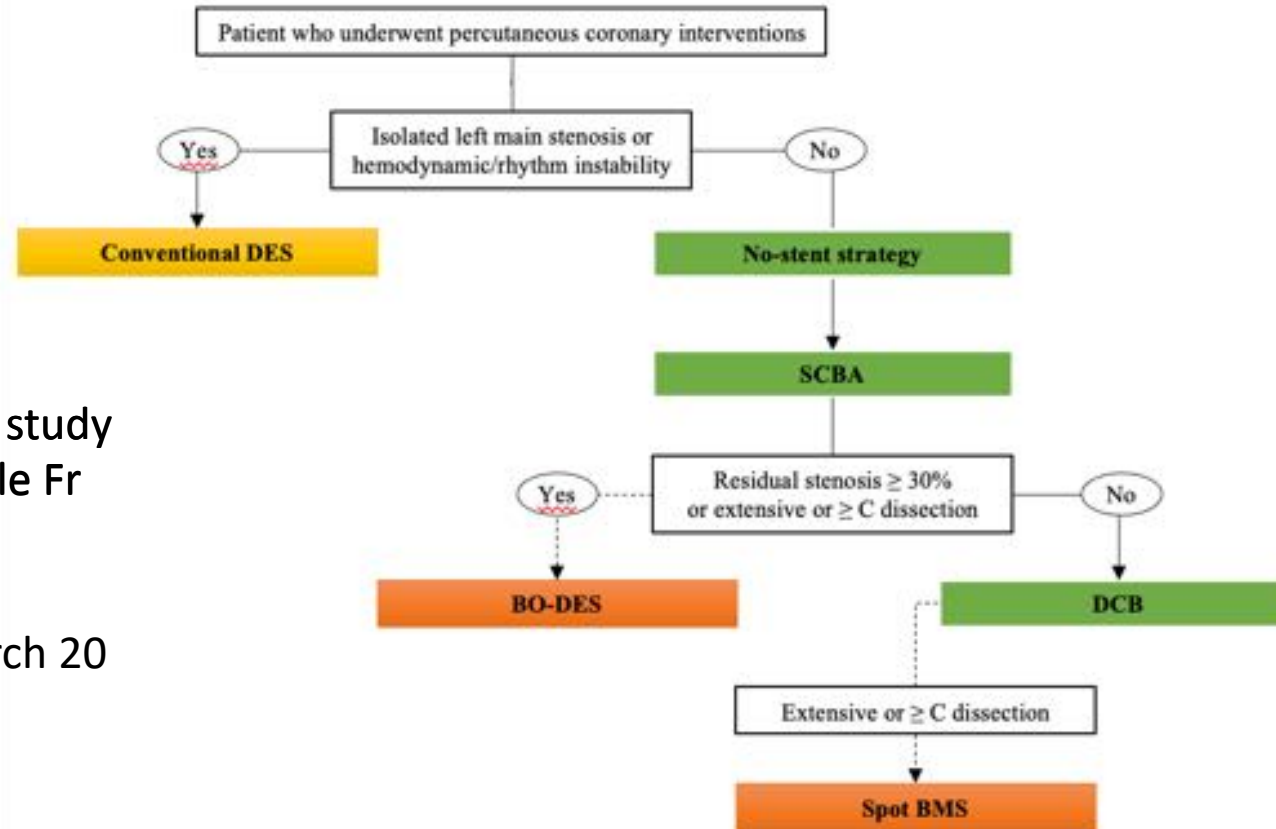 Patient who underwent percutaneous coronary interventions
Isolated left main stenosis or
hemodynamic/rhythm instability
Yes
No
Conventional DES
No-stent strategy
SCBA
study
le Fr
Residual stenosis ≥ 30%
or extensive or ≥ C dissection
Yes
No
BO-DES
DCB
rch 20
Extensive or ≥ C dissection
Spot BMS